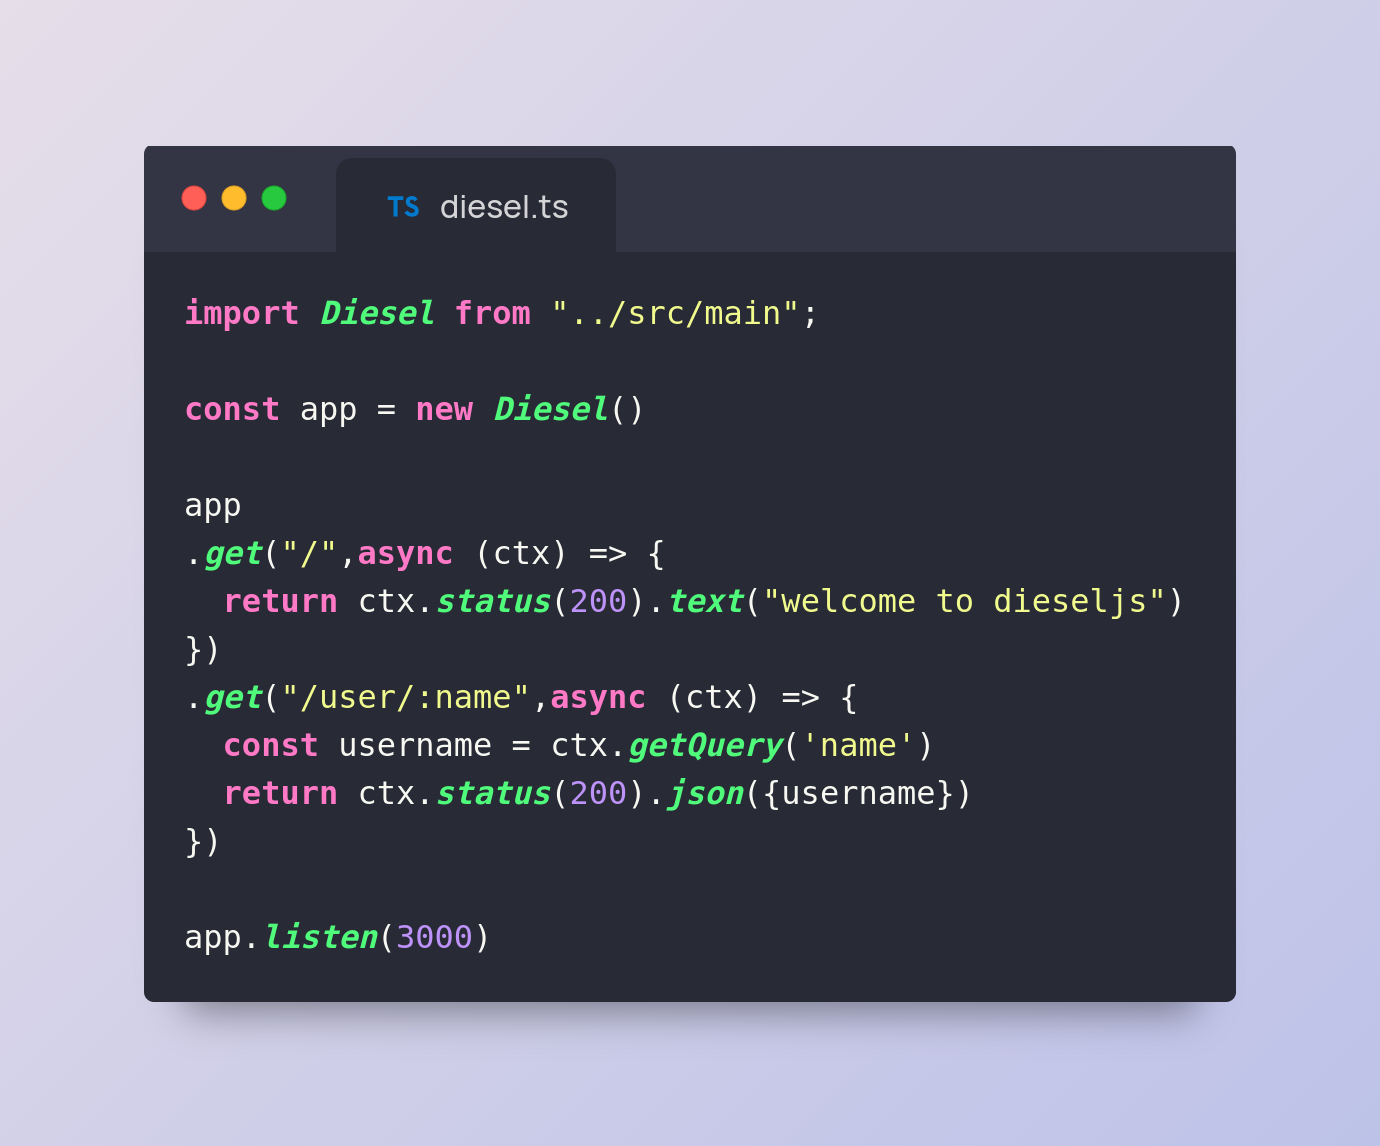 TS diesel.ts
import Diesel from "../src/main";
const app = new Diesel()
app
.get("/",async (ctx) => {
  return ctx.status(200).text("welcome to dieseljs")
})
.get("/user/:name",async (ctx) => {
  const username = ctx.getQuery('name')
  return ctx.status(200).json({username})
})
app.listen(3000)